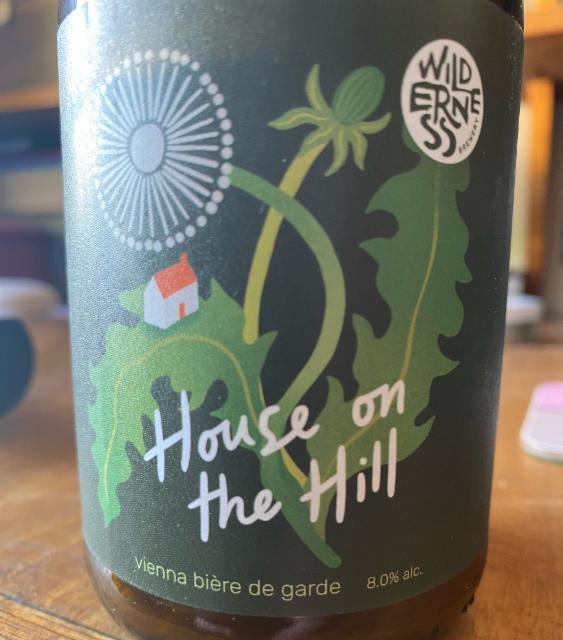 WILD
ERNE
SS
BREWERY
House on
the Hill
vienna bière de garde 8.0% alc.